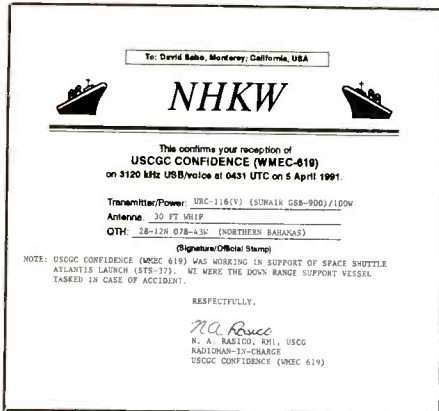 To: David Sabo, Monterey, California, USA
NHKW
This confirms your reception of
USCGC CONFIDENCE (WMEC-619)
on 3120 kHz USB/voice at 0431 UTC on 5 April 1991.
Transmitter/Power: URC-116(V) (SUNAIR GSB-900)/100W
Antenna: 30 FT WHIP
QTH: 28-12N 078-43W (NORTHERN BAHAMAS)
(Signature/Official Stamp)
NOTE: USCGC CONFIDENCE (WMEC 619) WAS WORKING IN SUPPORT OF SPACE SHUTTLE
ATLANTIS LAUNCH (STS-37). WE WERE THE DOWN RANGE SUPPORT VESSEL
TASKED IN CASE OF ACCIDENT.
RESPECTFULLY,
N A Rasico
N. A. RASICO, RM1, USCG
RADIOMAN-IN-CHARGE
USCGC CONFIDENCE (WMEC 619)